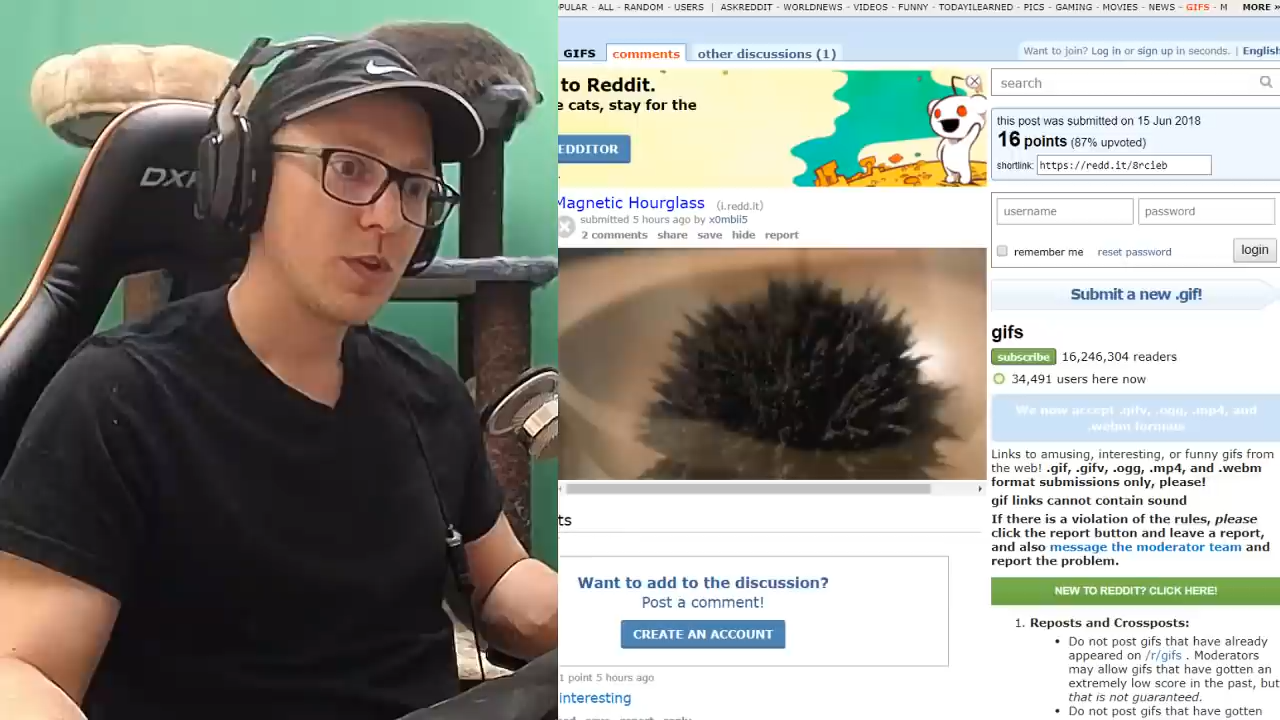 PULAR - ALL - RANDOM - USERS | ASKREDDIT - WORLDNEWS - VIDEOS - FUNNY - TODAYILEARNED - PICS - GAMING - MOVIES - NEWS - GIFS - M MORE »
GIFS comments other discussions (1)
Want to join? Log in or sign up in seconds. | English
to Reddit.
e cats, stay for the
EDDITOR
search
this post was submitted on 15 Jun 2018
16 points (87% upvoted)
shortlink: https://redd.it/8rcieb
Magnetic Hourglass (i.redd.it)
submitted 5 hours ago by x0mbii5
2 comments share save hide report
username password
remember me reset password login
Submit a new .gif!
gifs
subscribe 16,246,304 readers
34,491 users here now
We now accept .gifv, .ogg, .mp4, and
.webm formats
Links to amusing, interesting, or funny gifs from
the web! .gif, .gifv, .ogg, .mp4, and .webm
format submissions only, please!
gif links cannot contain sound
If there is a violation of the rules, please
click the report button and leave a report,
and also message the moderator team and
report the problem.
NEW TO REDDIT? CLICK HERE!
1. Reposts and Crossposts:
• Do not post gifs that have already
appeared on /r/gifs . Moderators
may allow gifs that have gotten an
extremely low score in the past, but
that is not guaranteed.
• Do not post gifs that have gotten
ts
Want to add to the discussion?
Post a comment!
CREATE AN ACCOUNT
1 point 5 hours ago
interesting